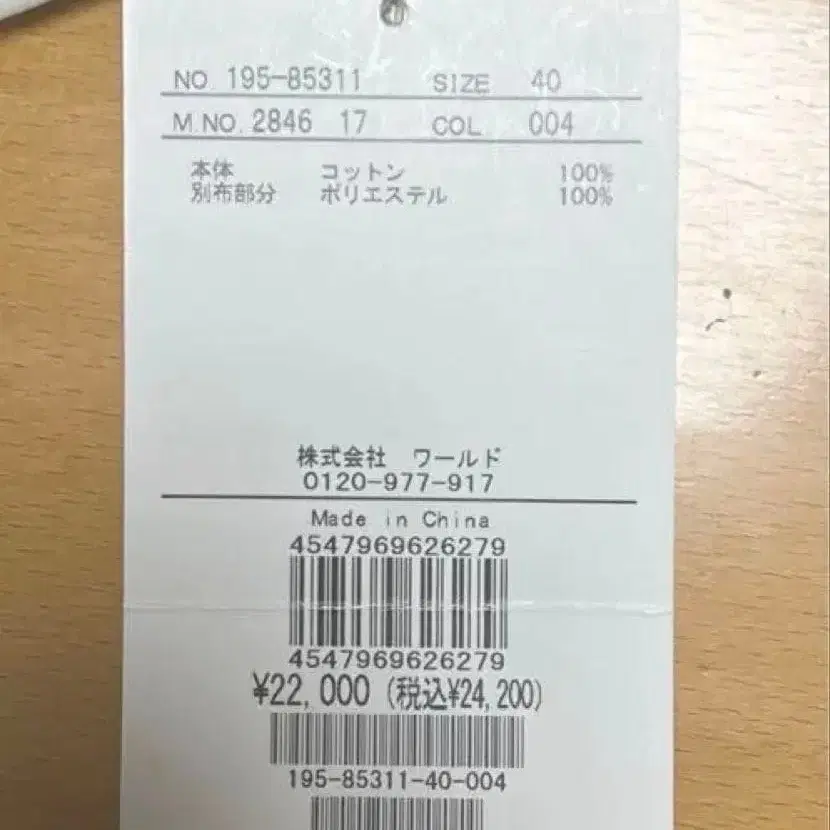 NO. 195-85311 SIZE 40
M.NO. 2846 17 COL 004
本体 コットン 100%
別布部分 ポリエステル 100%
株式会社 ワールド
0120-977-917
Made in China
4547969626279
4547969626279
¥22,000 (税込¥24,200)
195-85311-40-004